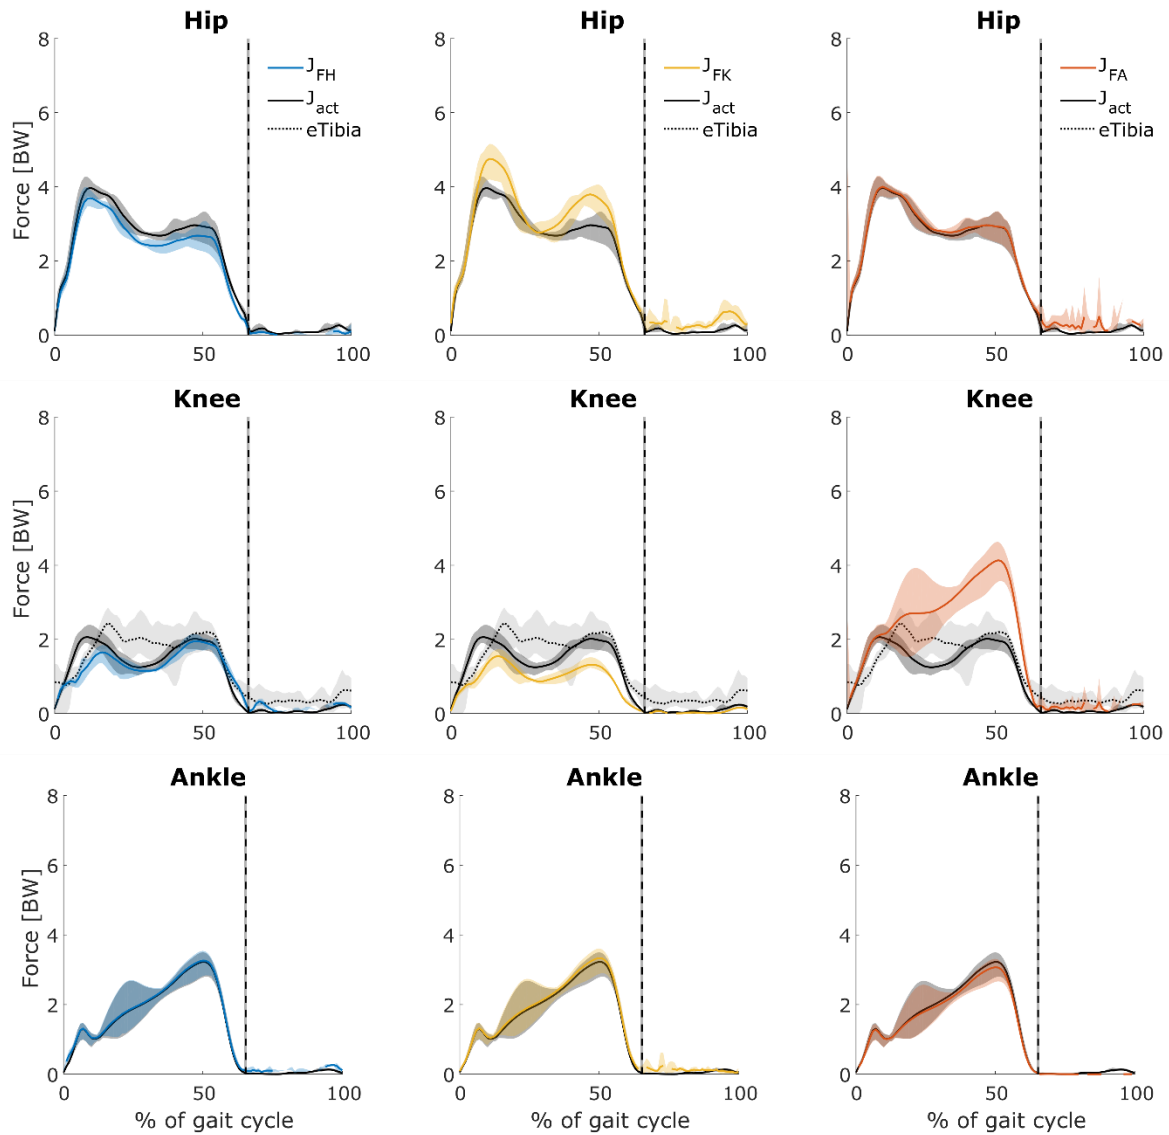 Hip Hip Hip
8 8 8
J_FH J_FK J_FA
J_act J_act J_act
eTibia eTibia eTibia
6 6 6
Force [BW]
4 4 4
2 2 2
0 0 0
0 50 100 0 50 100 0 50 100
Knee Knee Knee
8 8 8
6 6 6
Force [BW]
4 4 4
2 2 2
0 0 0
0 50 100 0 50 100 0 50 100
Ankle Ankle Ankle
8 8 8
6 6 6
Force [BW]
4 4 4
2 2 2
0 0 0
0 50 100 0 50 100 0 50 100
% of gait cycle % of gait cycle % of gait cycle